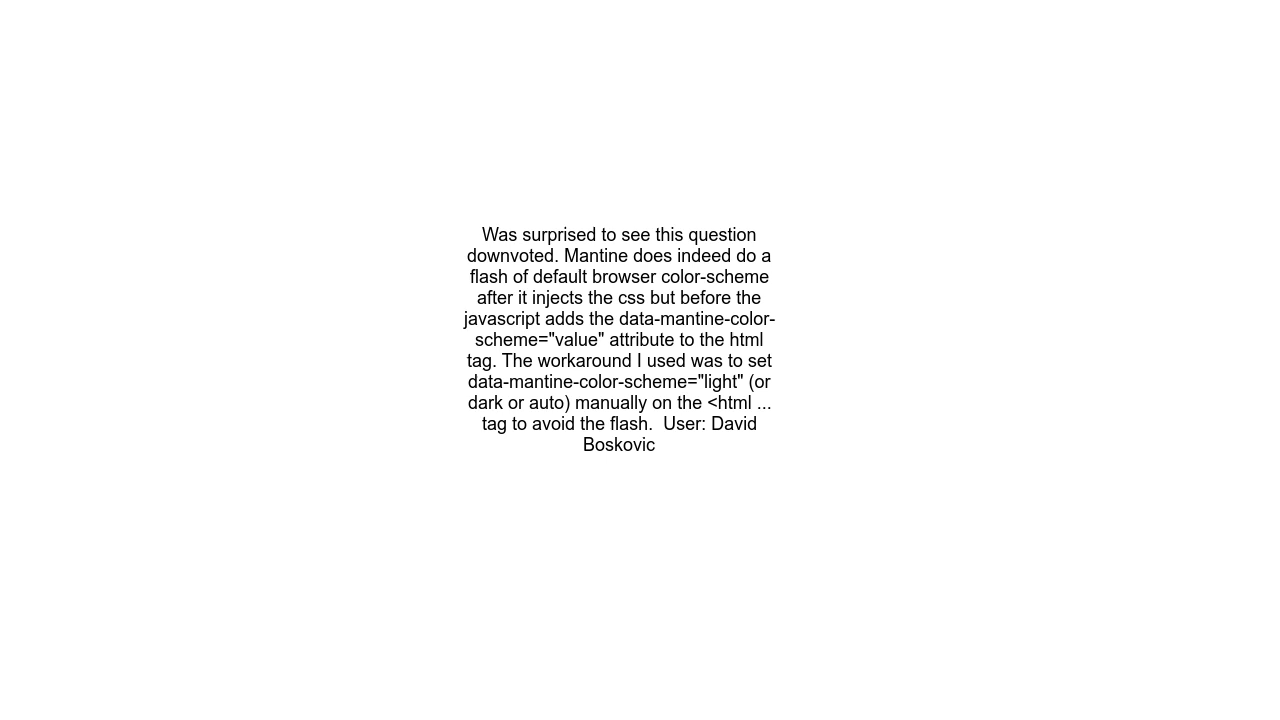 Was surprised to see this question
downvoted. Mantine does indeed do a
flash of default browser color-scheme
after it injects the css but before the
javascript adds the data-mantine-color-
scheme="value" attribute to the html
tag. The workaround I used was to set
data-mantine-color-scheme="light" (or
dark or auto) manually on the <html ...
tag to avoid the flash.  User: David
Boskovic